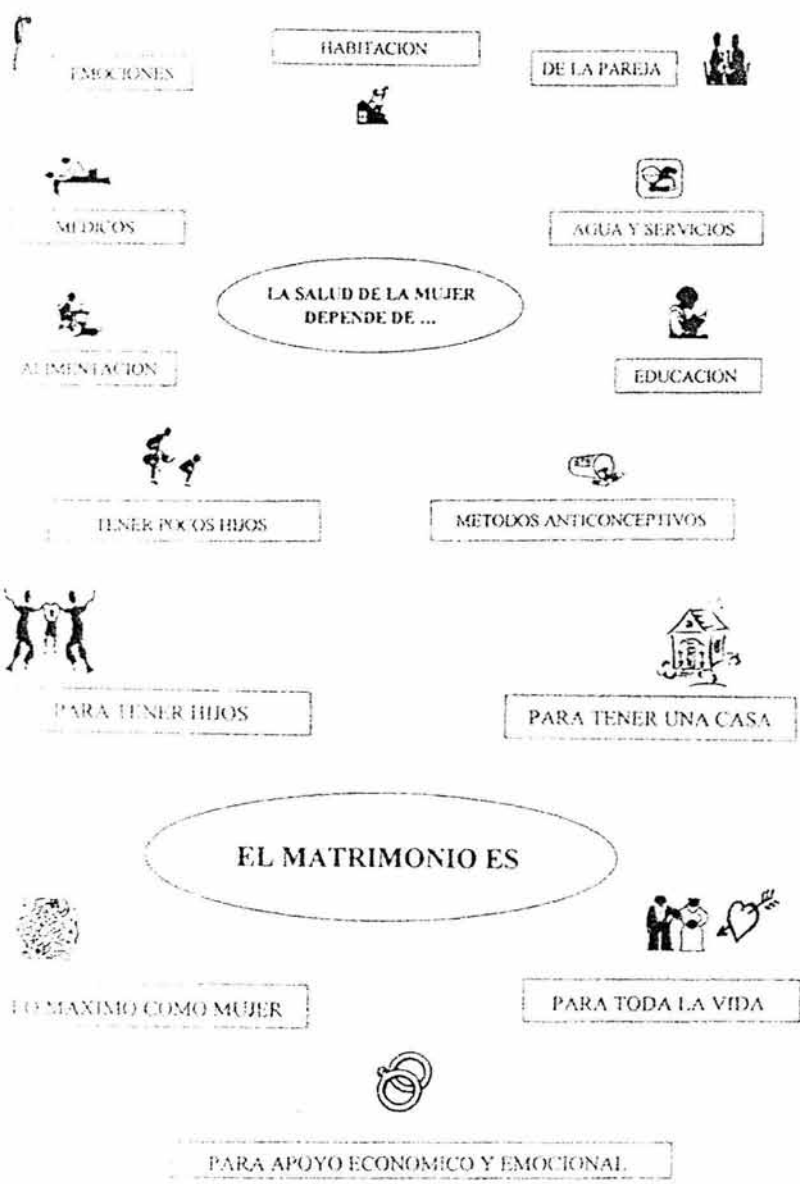 HABITACION
EMOCIONES
DE LA PAREJA
MEDICOS
AGUA Y SERVICIOS
LA SALUD DE LA MUJER
DEPENDE DE ...
ALIMENTACION
EDUCACION
TENER POCOS HIJOS
METODOS ANTICONCEPTIVOS
PARA TENER HIJOS
PARA TENER UNA CASA
EL MATRIMONIO ES
LO MAXIMO COMO MUJER
PARA TODA LA VIDA
PARA APOYO ECONOMICO Y EMOCIONAL